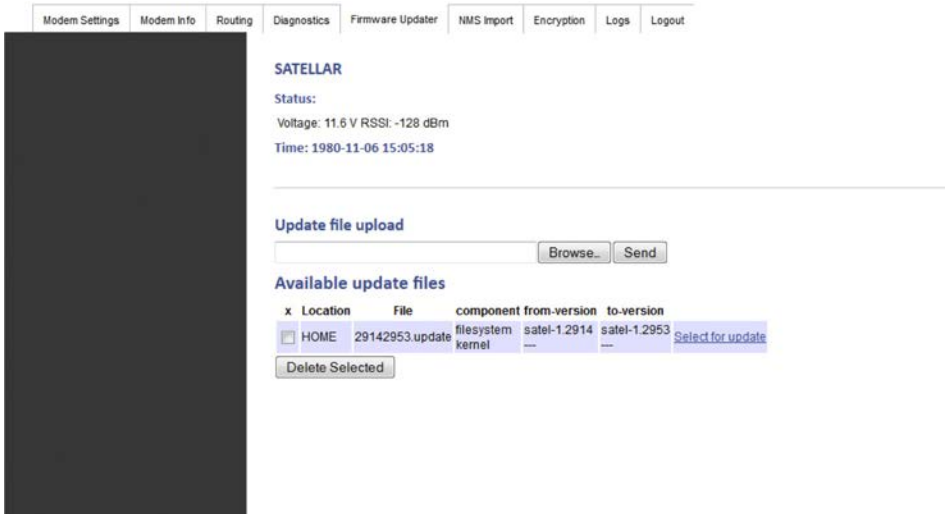 Modem Settings Modem Info Routing Diagnostics Firmware Updater NMS Import Encryption Logs Logout
SATELLAR
Status:
Voltage: 11.6 V RSSI: -128 dBm
Time: 1980-11-06 15:05:18
Update file upload
Browse.. Send
Available update files
x Location File component from-version to-version
HOME 29142953.update filesystem satel-1.2914 satel-1.2953 Select for update
kernel --- ---
Delete Selected